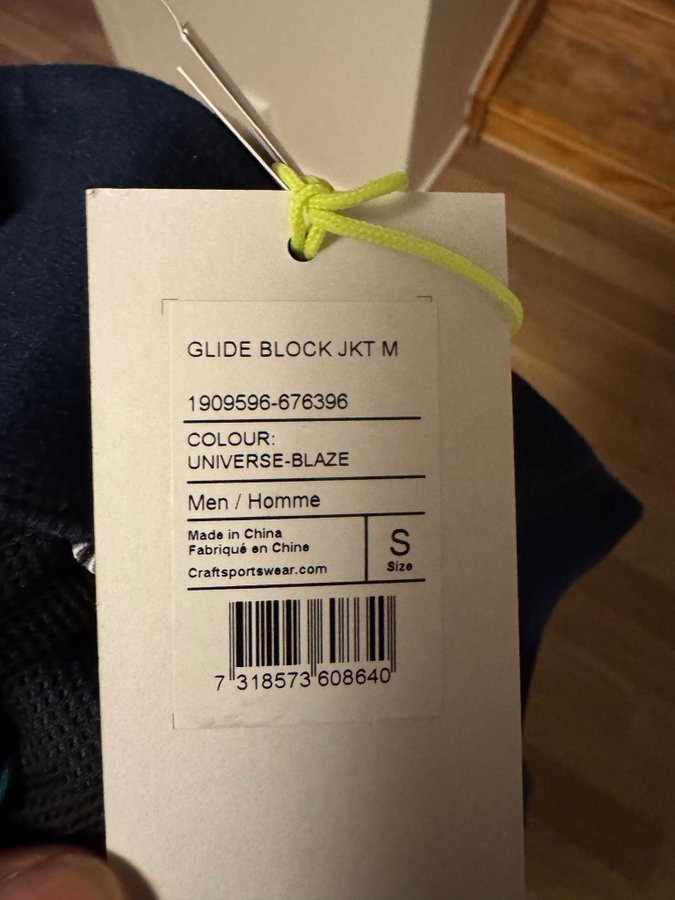 GLIDE BLOCK JKT M
1909596-676396
COLOUR:
UNIVERSE-BLAZE
Men / Homme
Made in China
Fabriqué en Chine
Craftsportswear.com
S
Size
7 318573 608640